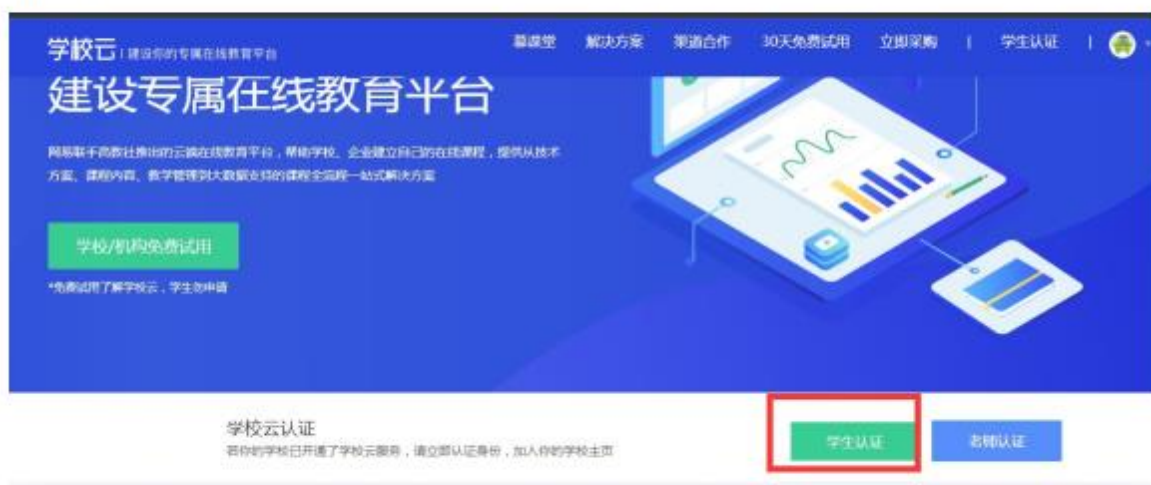 学校云 | 建设你的专属在线教育平台
慕课堂 解决方案 渠道合作 30天免费试用 立即采购 | 学生认证 |
建设专属在线教育平台
网易联手高教社推出的云端在线教育平台，帮助学校、企业建立自己的在线课程，提供从技术
方案、课程内容、教学管理到大数据支持的课程全流程一站式解决方案
学校/机构免费试用
*免费试用了解学校云，学生勿申请
学校云认证
若你的学校已开通了学校云服务，请立即认证身份，加入你的学校主页
学生认证
老师认证